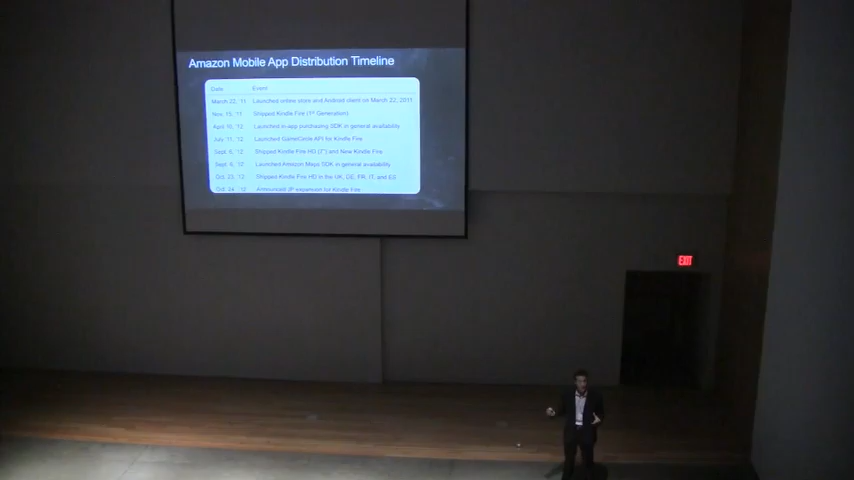 Amazon Mobile App Distribution Timeline
Date Event
March 22, '11 Launched online store and Android client on March 22, 2011
Nov. 15, '11 Shipped Kindle Fire (1st Generation)
April 10, '12 Launched in-app purchasing SDK in general availability
July 11, '12 Launched GameCircle API for Kindle Fire
Sept. 6, '12 Shipped Kindle Fire HD (7") and New Kindle Fire
Sept. 6, '12 Launched Amazon Maps SDK in general availability
Oct. 23, '12 Shipped Kindle Fire HD in the UK, DE, FR, IT, and ES
Oct. 24, '12 Announced JP expansion for Kindle Fire
EXIT